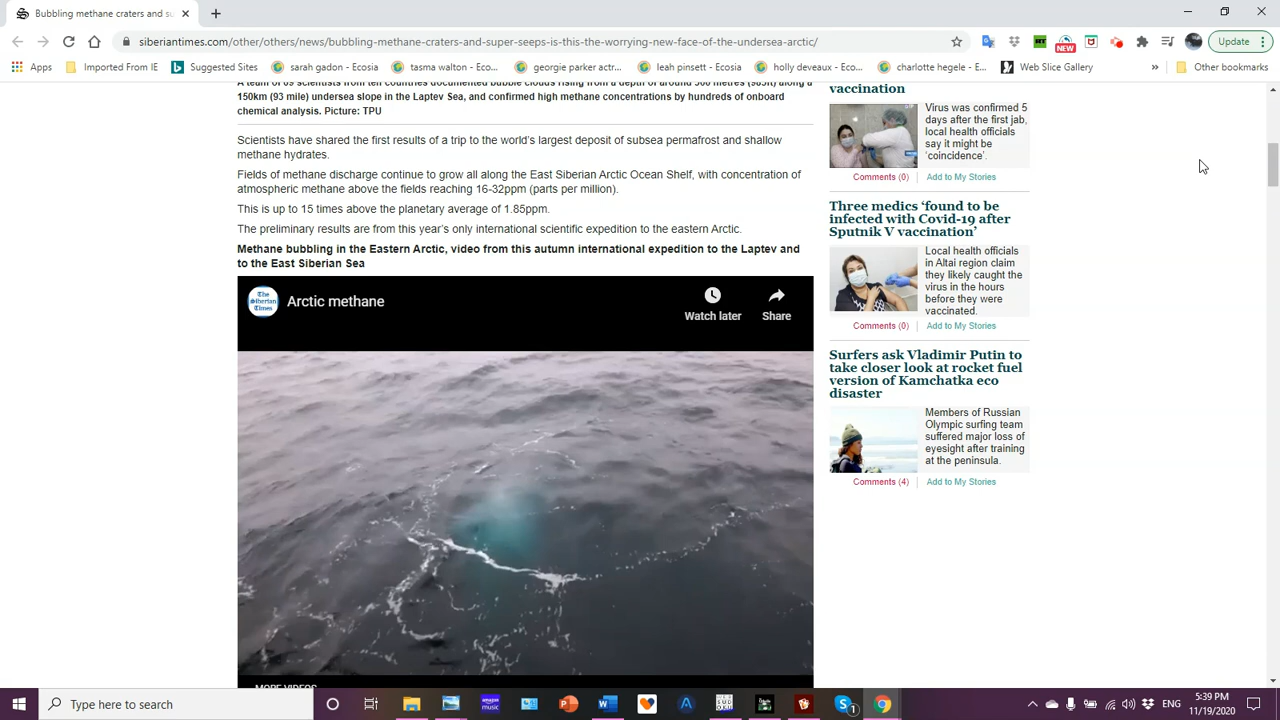 Bubbling methane craters and su
siberiantimes.com/other/others/news/bubbling-methane-craters-and-super-seeps-is-the-worrying-new-face-of-the-undersea-arctic/
NEW
Update
Apps
Imported From IE
Suggested Sites
sarah gadon - Ecosia
tasma walton - Eco...
georgie parker actr...
leah pinsett - Ecosia
holly deveaux - Eco...
charlotte hegele - E...
Web Slice Gallery
»
Other bookmarks
150km (93 mile) undersea slope in the Laptev Sea, and confirmed high methane concentrations by hundreds of onboard
chemical analysis. Picture: TPU
Scientists have shared the first results of a trip to the world's largest deposit of subsea permafrost and shallow
methane hydrates.
Fields of methane discharge continue to grow all along the East Siberian Arctic Ocean Shelf, with concentration of
atmospheric methane above the fields reaching 16-32ppm (parts per million).
This is up to 15 times above the planetary average of 1.85ppm.
The preliminary results are from this year's only international scientific expedition to the eastern Arctic.
Methane bubbling in the Eastern Arctic, video from this autumn international expedition to the Laptev and
to the East Siberian Sea
The
Siberian
Times
Arctic methane
Watch later
Share
MORE VIDEOS
vaccination
Virus was confirmed 5
days after the first jab,
local health officials
say it might be
'coincidence'.
Comments (0)
Add to My Stories
Three medics 'found to be
infected with Covid-19 after
Sputnik V vaccination'
Local health officials
in Altai region claim
they likely caught the
virus in the hours
before they were
vaccinated.
Comments (0)
Add to My Stories
Surfers ask Vladimir Putin to
take closer look at rocket fuel
version of Kamchatka eco
disaster
Members of Russian
Olympic surfing team
suffered major loss of
eyesight after training
at the peninsula.
Comments (4)
Add to My Stories
Type here to search
amazon
music
1
ENG
5:39 PM
11/19/2020